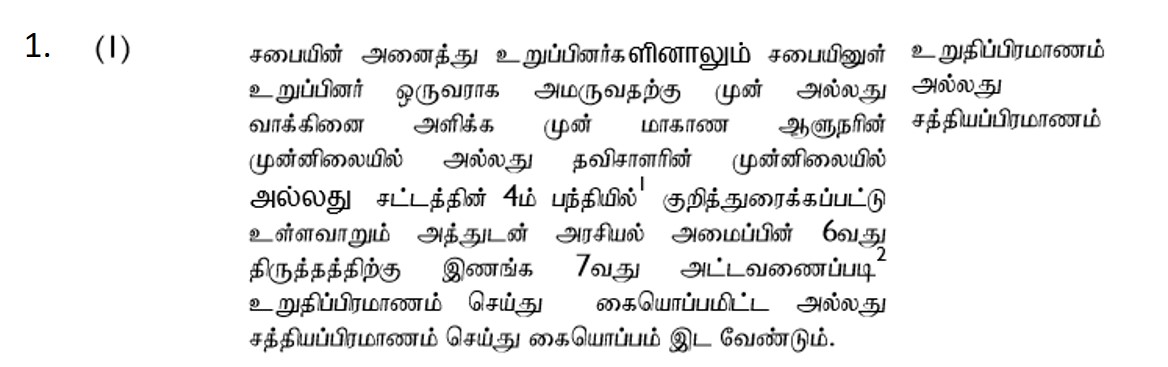 1. (I) சபையின் அனைத்து உறுப்பினர்களினாலும் சபையினுள் உறுதிப்பிரமாணம்
உறுப்பினர் ஒருவராக அமருவதற்கு முன் அல்லது அல்லது
வாக்கினை அளிக்க முன் மாகாண ஆளுநரின் சத்தியப்பிரமாணம்
முன்னிலையில் அல்லது தவிசாளரின் முன்னிலையில்
அல்லது சட்டத்தின் 4ம் பந்தியில்¹ குறித்துரைக்கப்பட்டு
உள்ளவாறும் அத்துடன் அரசியல் அமைப்பின் 6வது
திருத்தத்திற்கு இணங்க 7வது அட்டவணைப்படி²
உறுதிப்பிரமாணம் செய்து கையொப்பமிட்ட அல்லது
சத்தியப்பிரமாணம் செய்து கையொப்பம் இட வேண்டும்.